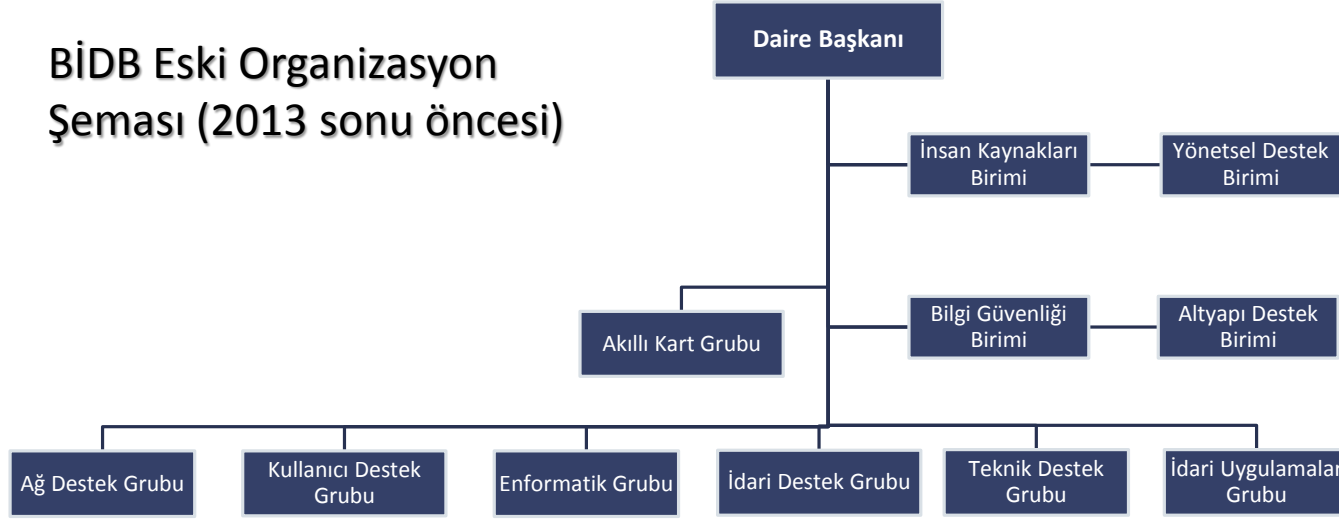 BİDB Eski Organizasyon
Şeması (2013 sonu öncesi)
Daire Başkanı
İnsan Kaynakları
Birimi
Yönetsel Destek
Birimi
Akıllı Kart Grubu
Bilgi Güvenliği
Birimi
Altyapı Destek
Birimi
Ağ Destek Grubu
Kullanıcı Destek
Grubu
Enformatik Grubu
İdari Destek Grubu
Teknik Destek
Grubu
İdari Uygulamalar
Grubu